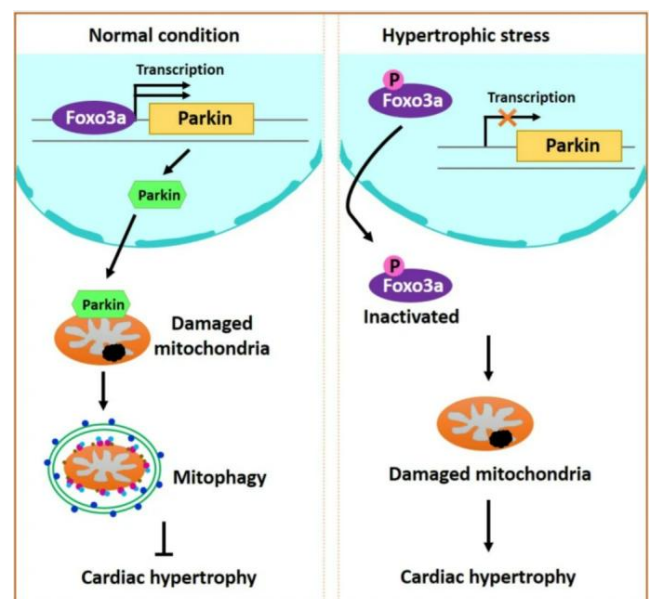 Normal condition
Transcription
Foxo3a
Parkin
Parkin
Parkin
Damaged
mitochondria
Mitophagy
Cardiac hypertrophy
Hypertrophic stress
P
Foxo3a
Transcription
Parkin
P
Foxo3a
Inactivated
Damaged mitochondria
Cardiac hypertrophy